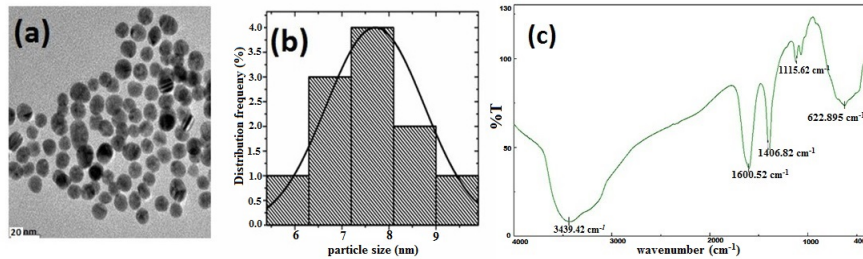 (a)
20 nm
(b)
Distribution frequeny (%)
4.0
3.5
3.0
2.5
2.0
1.5
1.0
0.5
6
7
8
9
particle size (nm)
(c)
%T
130
100
50
0
1115.62 cm-1
622.895 cm-1
1406.82 cm-1
1600.52 cm-1
3439.42 cm-1
4000
3000
2000
1000
400
wavenumber (cm-1)